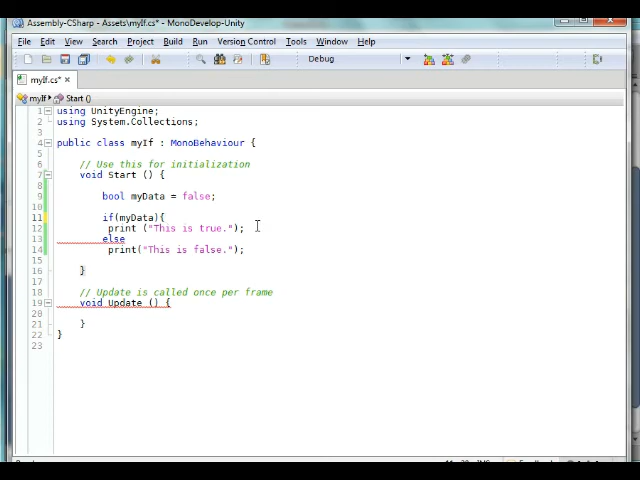 Assembly-CSharp - Assets\myIf.cs* - MonoDevelop-Unity
File Edit View Search Project Build Run Version Control Tools Window Help
Debug
myIf.cs* ×
myIf Start ()
1 using UnityEngine;
2 using System.Collections;
3
4 public class myIf : MonoBehaviour {
5
6 // Use this for initialization
7 void Start () {
8
9 bool myData = false;
10
11 if(myData){
12 print ("This is true.");
13 else
14 print("This is false.");
15
16 }
17
18 // Update is called once per frame
19 void Update () {
20
21 }
22 }
23